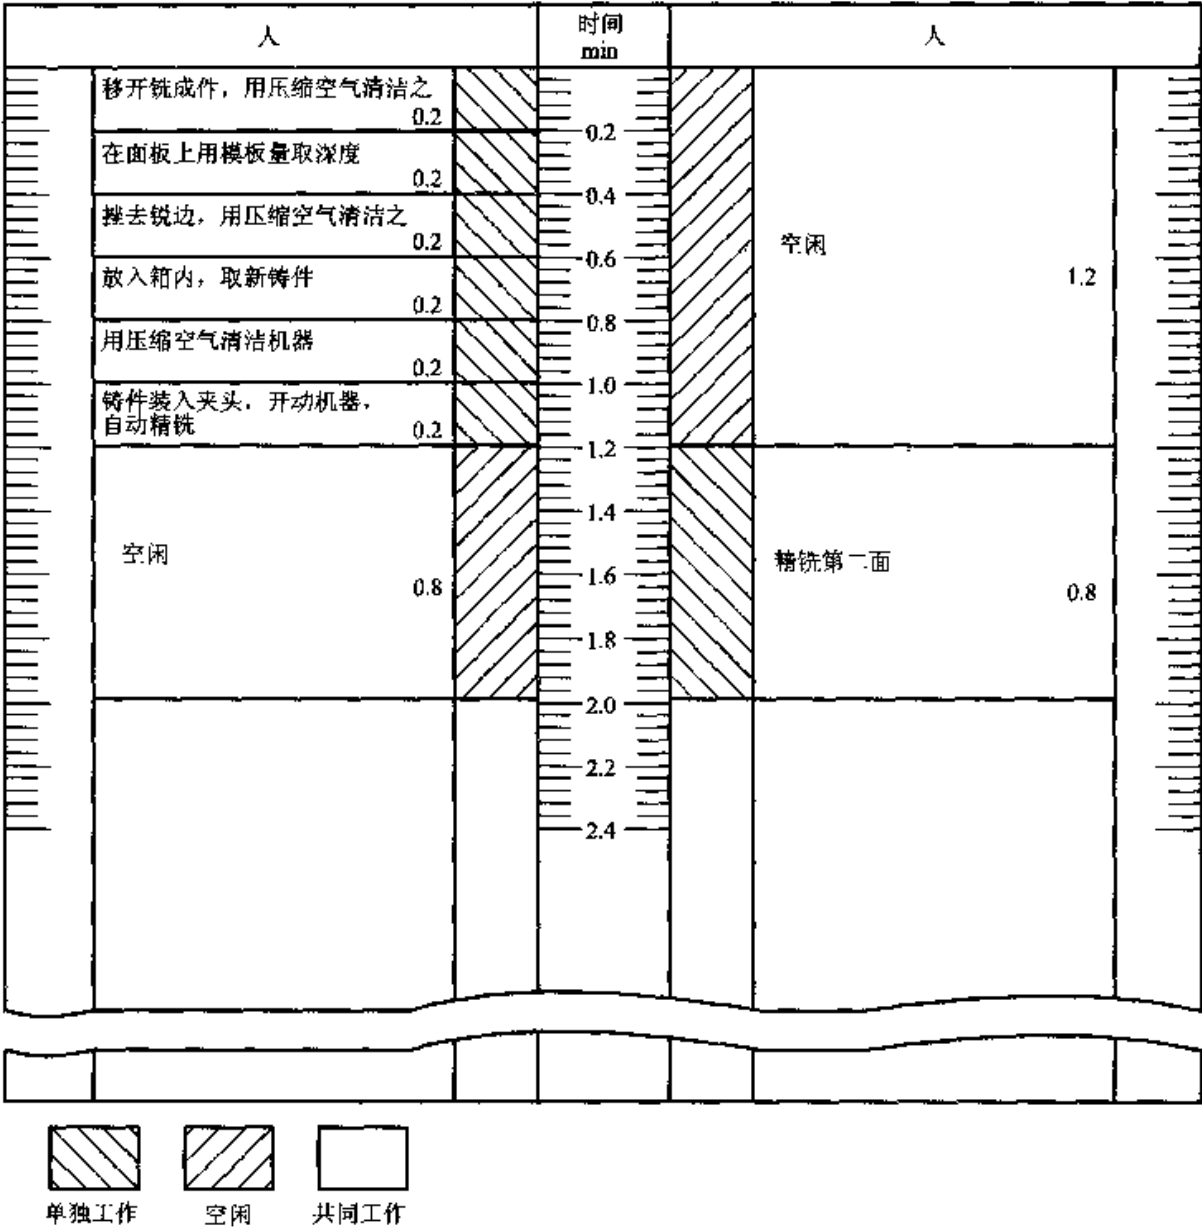 人
时间
min
人
移开铣成件，用压缩空气清洁之
0.2
在面板上用模板量取深度
0.2
挫去锐边，用压缩空气清洁之
0.2
放入箱内，取新铸件
0.2
用压缩空气清洁机器
0.2
铸件装入夹头，开动机器，
自动精铣
0.2
空闲
0.8
0.2
0.4
0.6
0.8
1.0
1.2
1.4
1.6
1.8
2.0
2.2
2.4
空闲
1.2
精铣第二面
0.8
单独工作
空闲
共同工作